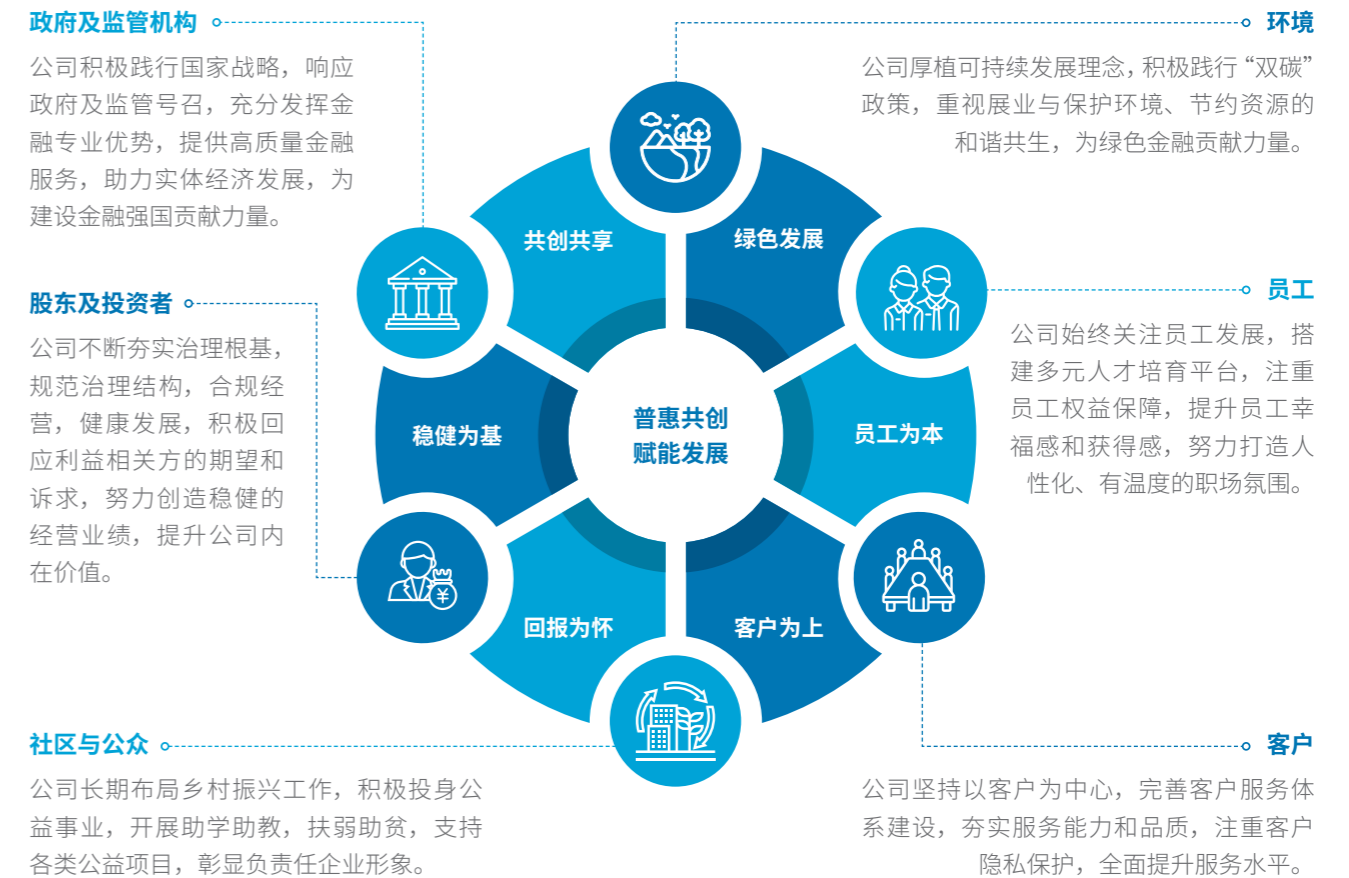 政府及监管机构
公司积极践行国家战略，响应
政府及监管号召，充分发挥金
融专业优势，提供高质量金融
服务，助力实体经济发展，为
建设金融强国贡献力量。
股东及投资者
公司不断夯实治理根基，
规范治理结构，合规经
营，健康发展，积极回
应利益相关方的期望和
诉求，努力创造稳健的
经营业绩，提升公司内
在价值。
社区与公众
公司长期布局乡村振兴工作，积极投身公
益事业，开展助学助教，扶弱助贫，支持
各类公益项目，彰显负责任企业形象。
共创共享
绿色发展
稳健为基
普惠共创
赋能发展
员工为本
回报为怀
客户为上
¥
环境
公司厚植可持续发展理念，积极践行“双碳”
政策，重视展业与保护环境、节约资源的
和谐共生，为绿色金融贡献力量。
员工
公司始终关注员工发展，搭
建多元人才培育平台，注重
员工权益保障，提升员工幸
福感和获得感，努力打造人
性化、有温度的职场氛围。
客户
公司坚持以客户为中心，完善客户服务体
系建设，夯实服务能力和品质，注重客户
隐私保护，全面提升服务水平。